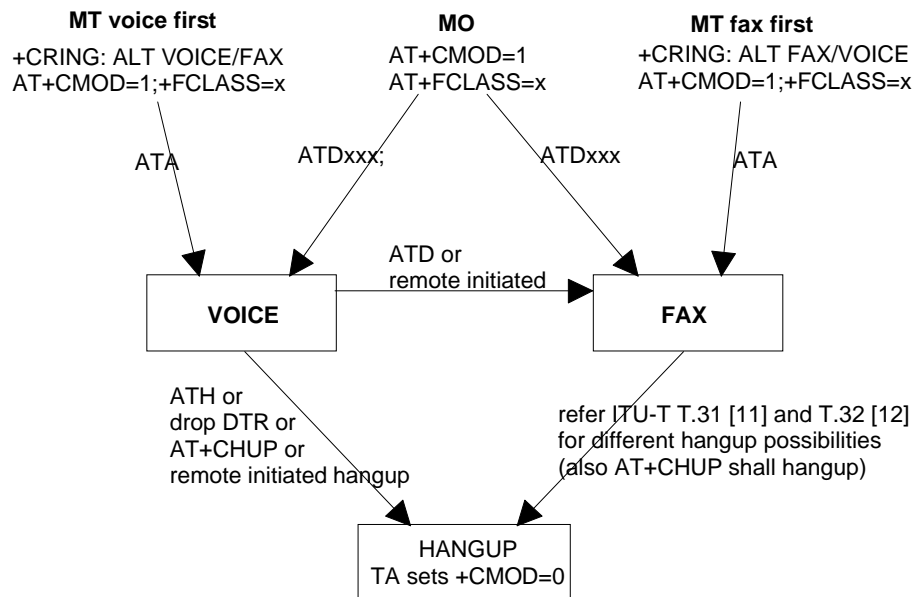 MT voice first
+CRING: ALT VOICE/FAX
AT+CMOD=1;+FCLASS=x
MO
AT+CMOD=1
AT+FCLASS=x
MT fax first
+CRING: ALT FAX/VOICE
AT+CMOD=1;+FCLASS=x
ATA
ATDxxx;
ATDxxx
ATA
ATD or
remote initiated
VOICE
FAX
ATH or
drop DTR or
AT+CHUP or
remote initiated hangup
refer ITU-T T.31 [11] and T.32 [12]
for different hangup possibilities
(also AT+CHUP shall hangup)
HANGUP
TA sets +CMOD=0